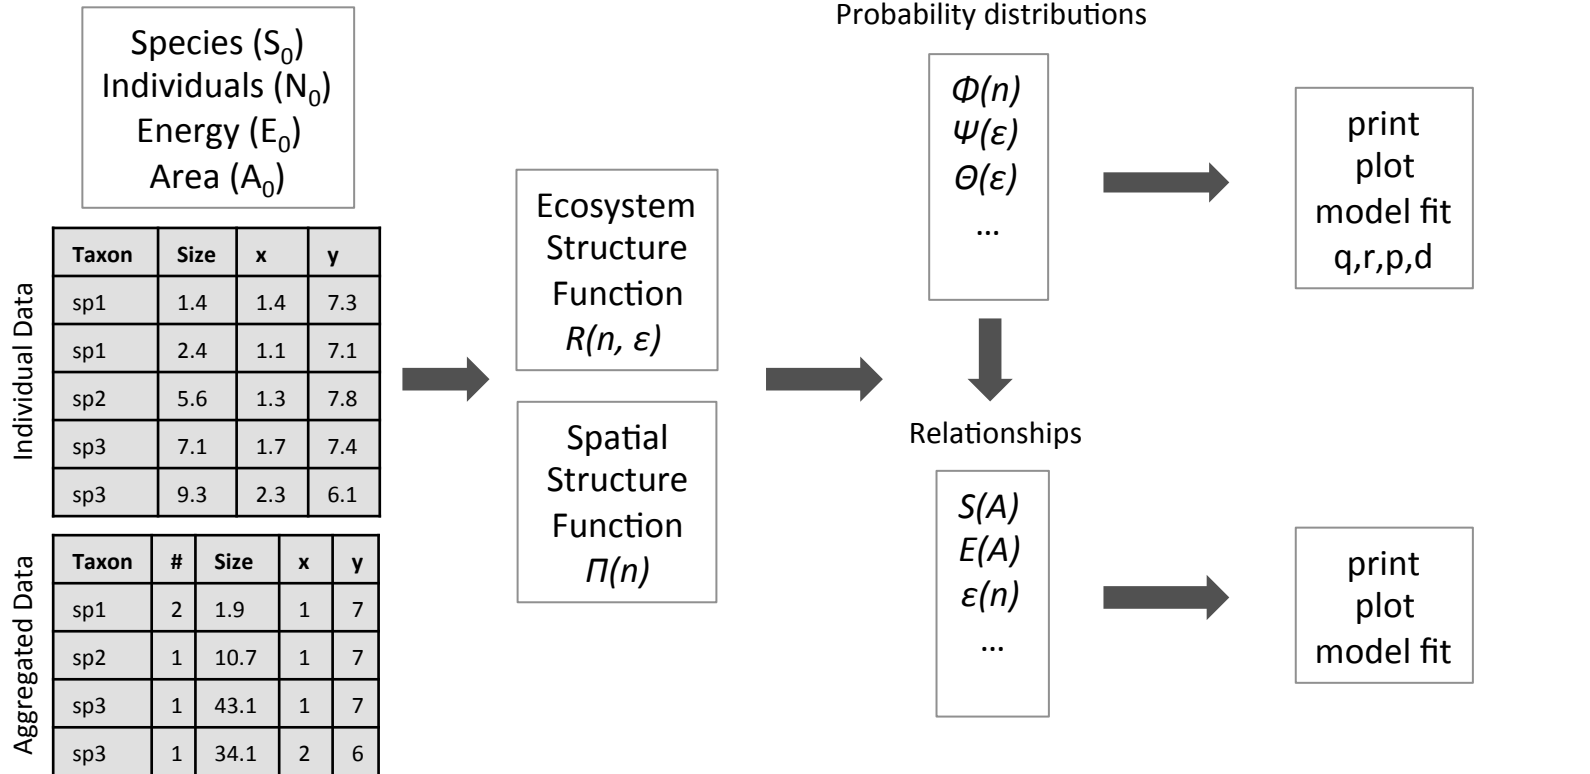 Species (S₀)
Individuals (N₀)
Energy (E₀)
Area (A₀)
Individual Data
Taxon Size x y
sp1 1.4 1.4 7.3
sp1 2.4 1.1 7.1
sp2 5.6 1.3 7.8
sp3 7.1 1.7 7.4
sp3 9.3 2.3 6.1
Aggregated Data
Taxon # Size x y
sp1 2 1.9 1 7
sp2 1 10.7 1 7
sp3 1 43.1 1 7
sp3 1 34.1 2 6
Ecosystem
Structure
Function
R(n, ε)
Spatial
Structure
Function
Π(n)
Probability distributions
Φ(n)
Ψ(ε)
Θ(ε)
...
Relationships
S(A)
E(A)
ε(n)
...
print
plot
model fit
q,r,p,d
print
plot
model fit